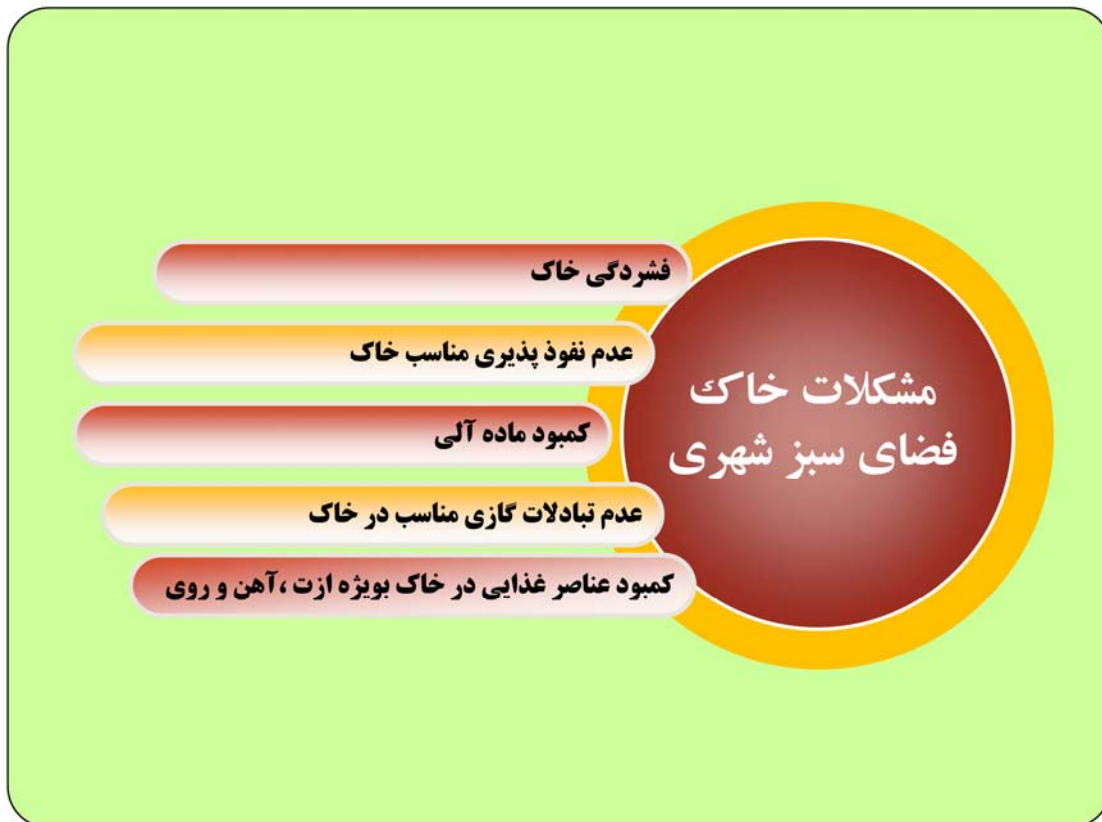 مشکلات خاک
فضای سبز شهری
فشردگی خاک
عدم نفوذ پذیری مناسب خاک
کمبود ماده آلی
عدم تبادلات گازی مناسب در خاک
کمبود عناصر غذایی در خاک بویژه ازت ،آهن و روی